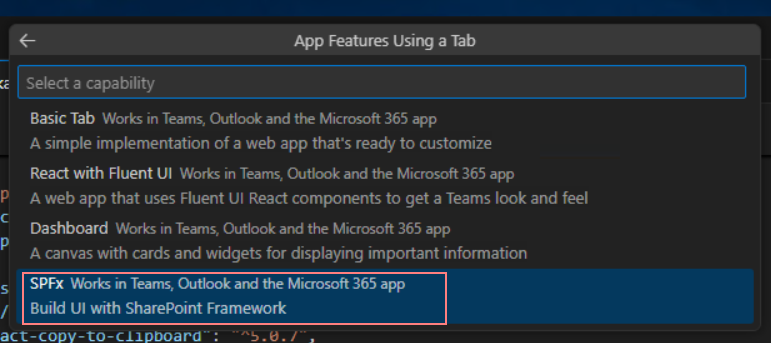 App Features Using a Tab
Select a capability
Basic Tab Works in Teams, Outlook and the Microsoft 365 app
A simple implementation of a web app that's ready to customize
React with Fluent UI Works in Teams, Outlook and the Microsoft 365 app
A web app that uses Fluent UI React components to get a Teams look and feel
Dashboard Works in Teams, Outlook and the Microsoft 365 app
A canvas with cards and widgets for displaying important information
SPFx Works in Teams, Outlook and the Microsoft 365 app
Build UI with SharePoint Framework
act-copy-to-clipboard": "^5.0.7",